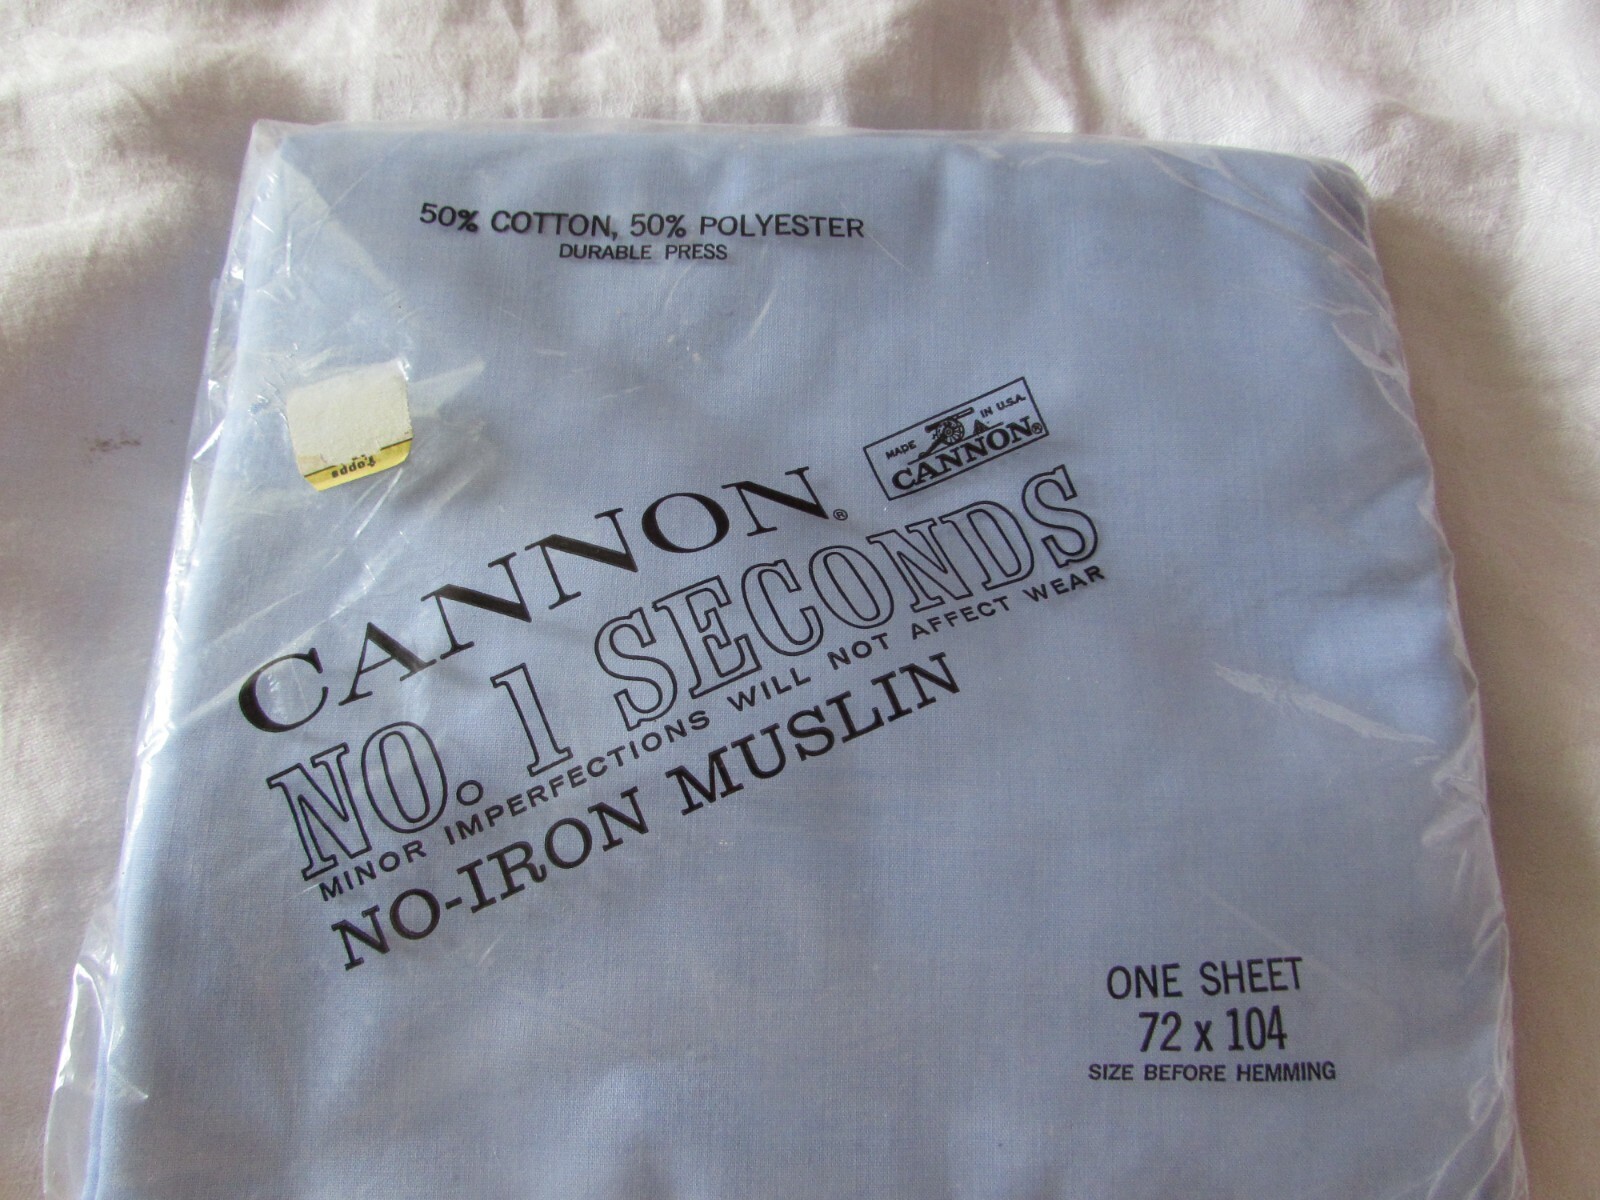 50% COTTON, 50% POLYESTER
DURABLE PRESS
Topps
MADE IN U.S.A.
CANNON®
CANNON®
NO. 1 SECONDS
MINOR IMPERFECTIONS WILL NOT AFFECT WEAR
NO-IRON MUSLIN
ONE SHEET
72 x 104
SIZE BEFORE HEMMING